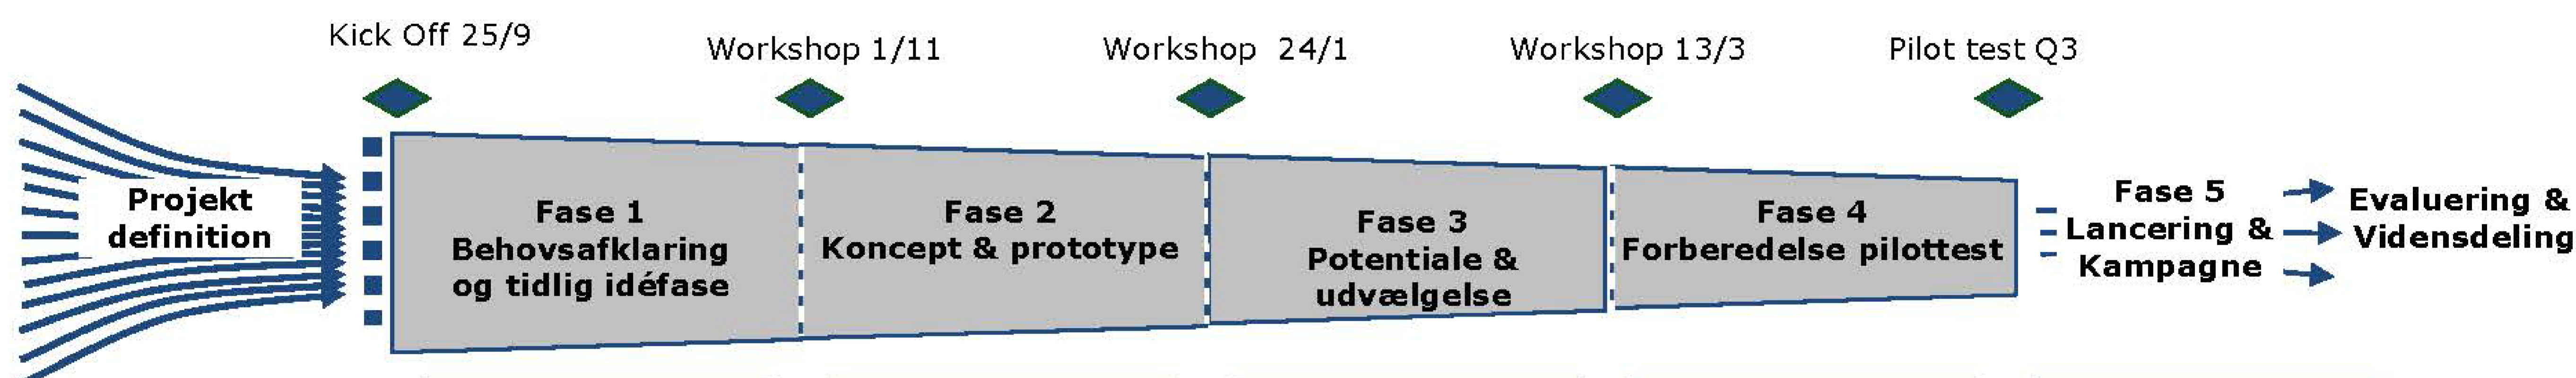 Kick Off 25/9
Workshop 1/11
Workshop 24/1
Workshop 13/3
Pilot test Q3
Projekt
definition
Fase 1
Behovsafklaring
og tidlig idéfase
Fase 2
Koncept & prototype
Fase 3
Potentiale &
udvælgelse
Fase 4
Forberedelse pilottest
Fase 5
Lancering &
Kampagne
Evaluering &
Vidensdeling